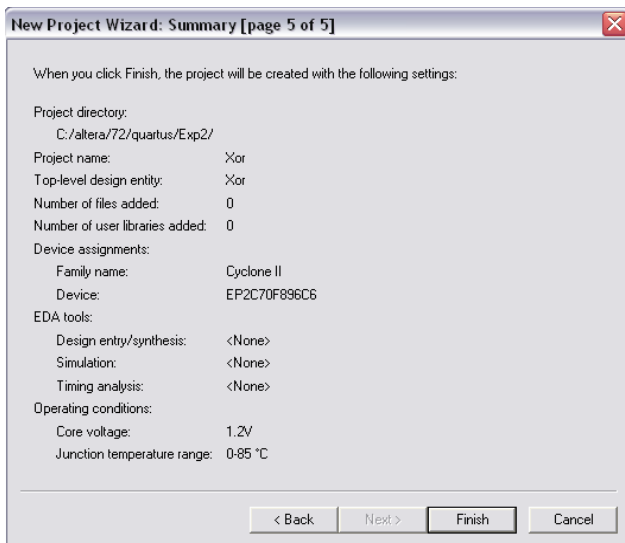 New Project Wizard: Summary [page 5 of 5]
When you click Finish, the project will be created with the following settings:
Project directory:
C:/altera/72/quartus/Exp2/
Project name: Xor
Top-level design entity: Xor
Number of files added: 0
Number of user libraries added: 0
Device assignments:
Family name: Cyclone II
Device: EP2C70F896C6
EDA tools:
Design entry/synthesis: <None>
Simulation: <None>
Timing analysis: <None>
Operating conditions:
Core voltage: 1.2V
Junction temperature range: 0-85 °C
< Back Next > Finish Cancel